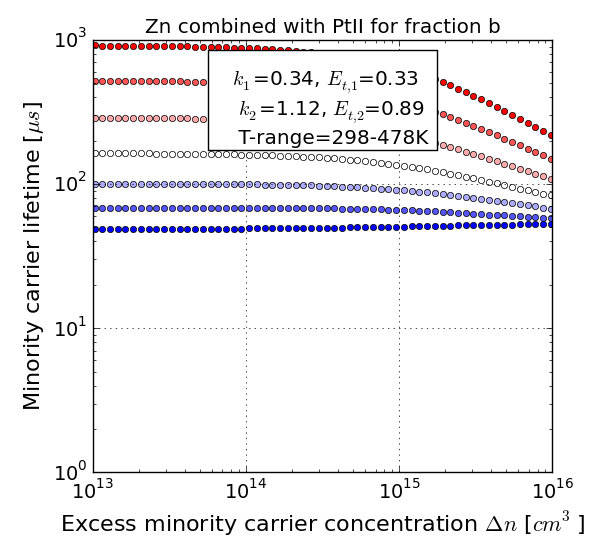 Zn combined with PtII for fraction b
k₁=0.34, Eₜ,₁=0.33
k₂=1.12, Eₜ,₂=0.89
T-range=298-478K
Minority carrier lifetime [μs]
10³
10²
10¹
10⁰
10¹³ 10¹⁴ 10¹⁵ 10¹⁶
Excess minority carrier concentration Δn [cm³ ]